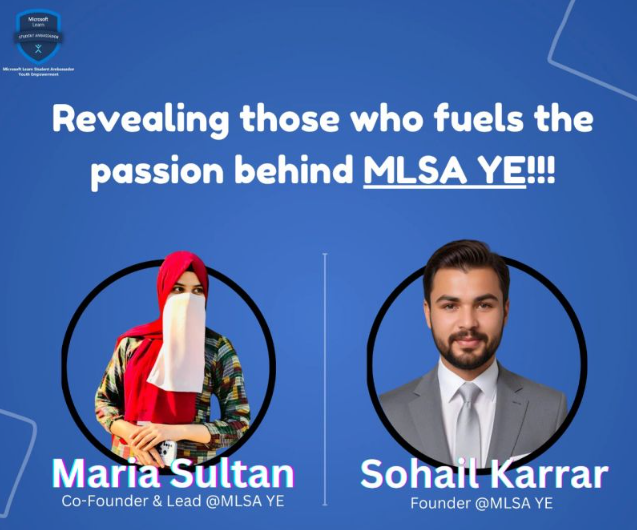 Microsoft
Learn
STUDENT AMBASSADOR
Microsoft Learn Student Ambassador
Youth Empowerment
Revealing those who fuels the
passion behind MLSA YE!!!
Maria Sultan
Co-Founder & Lead @MLSA YE
Sohail Karrar
Founder @MLSA YE